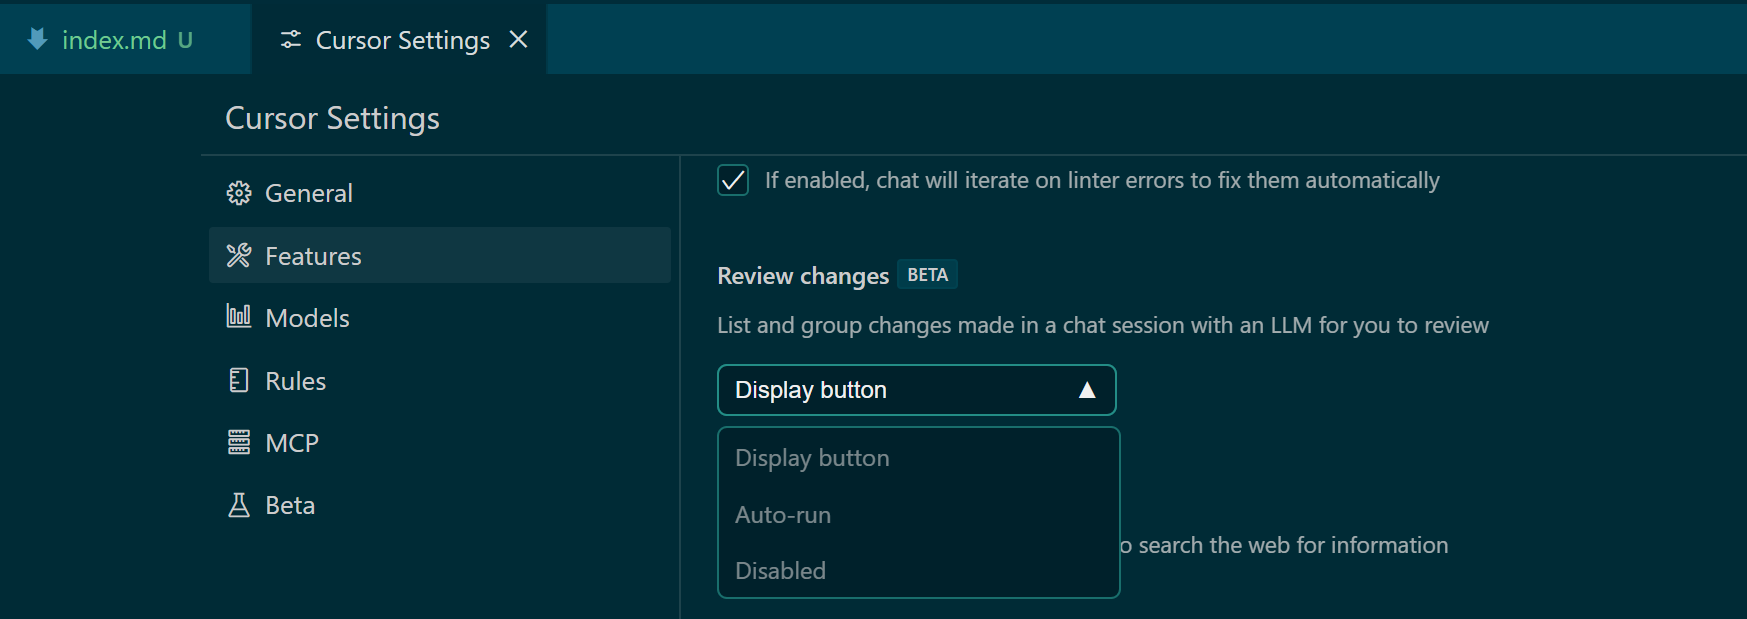 index.md U
Cursor Settings
Cursor Settings
General
Features
Models
Rules
MCP
Beta
If enabled, chat will iterate on linter errors to fix them automatically
Review changes BETA
List and group changes made in a chat session with an LLM for you to review
Display button
Display button
Auto-run
Disabled
o search the web for information